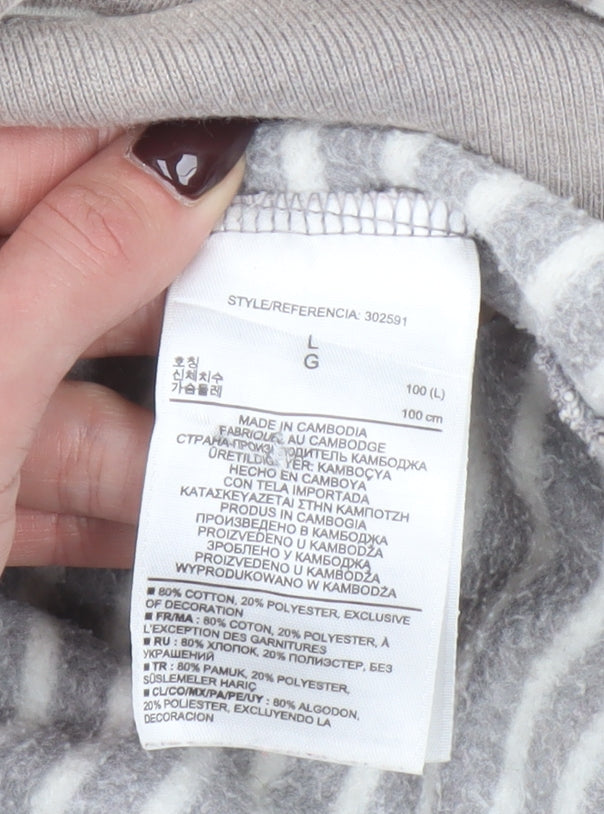 STYLE/REFERENCIA: 302591
L
G
호칭
신체치수 100 (L)
가슴둘레 100 cm
MADE IN CAMBODIA
FABRIQUÉ AU CAMBODGE
СТРАНА-ПРОИЗВОДИТЕЛЬ КАМБОДЖА
YER: KAMBOÇYA
HECHO EN CAMBOYA
CON TELA IMPORTADA
ΚΑΤΑΣΚΕΥΑΖΕΤΑΙ ΣΤΗΝ ΚΑΜΠΟΤΖΗ
PRODUS IN CAMBOGIA
ПРОИЗВЕДЕНО В КАМБОДЖА
PROIZVEDENO U KAMBODŽA
ЗРОБЛЕНО У КАМБОДЖА
PROIZVEDENO U KAMBODŽA
WYPRODUKOWANO W KAMBODŻA
■ 80% COTTON, 20% POLYESTER, EXCLUSIVE
OF DECORATION
■ FR/MA : 80% COTON, 20% POLYESTER, À
L'EXCEPTION DES GARNITURES
■ RU : 80% ХЛОПОК, 20% ПОЛИЭСТЕР, БЕЗ
УКРАШЕНИЙ
■ TR : 80% PAMUK, 20% POLYESTER,
SÜSLEMELER HARİÇ
■ CL/CO/MX/PA/PE/UY : 80% ALGODON,
20% POLIESTER, EXCLUYENDO LA
DECORACION